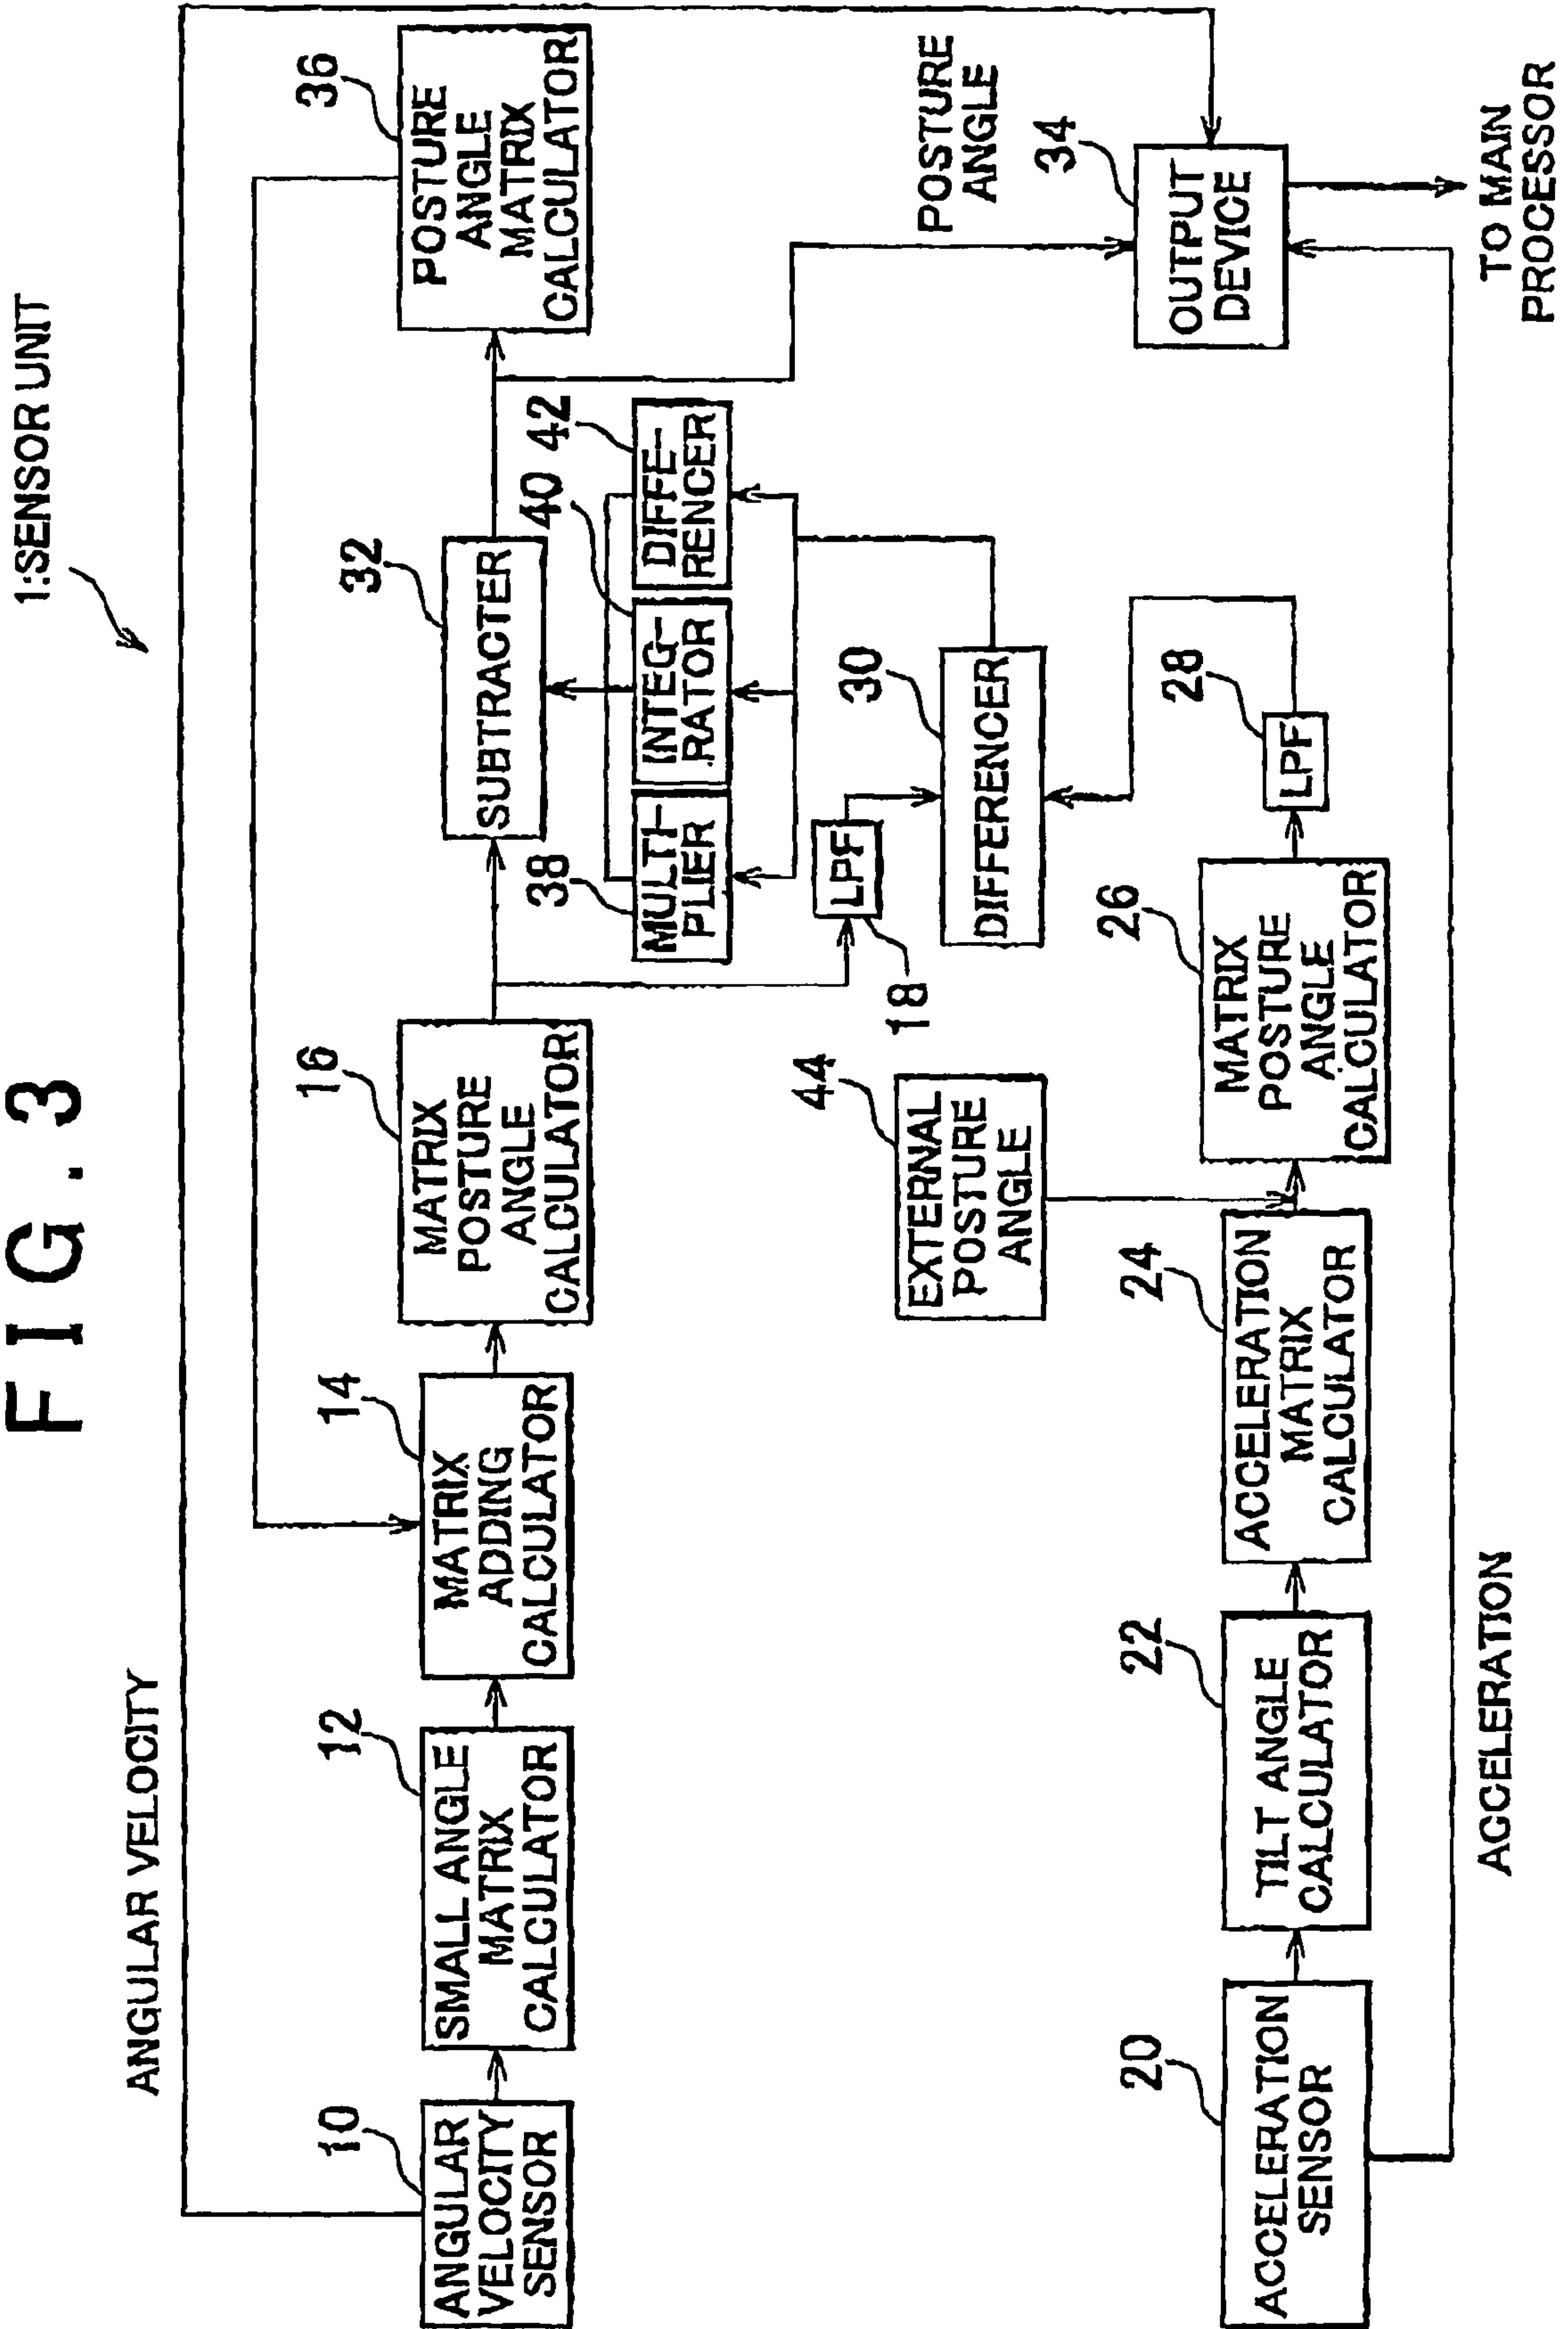 FIG. 3
1:SENSOR UNIT
ANGULAR VELOCITY
10
ANGULAR
VELOCITY
SENSOR
12
SMALL ANGLE
MATRIX
CALCULATOR
14
MATRIX
ADDING
CALCULATOR
16
MATRIX
POSTURE
ANGLE
CALCULATOR
32
SUBTRACTER
36
POSTURE
ANGLE
MATRIX
CALCULATOR
38
MULTI-
PLIER
40
INTEG-
RATOR
42
DIFFE-
RENCER
LPF
18
30
DIFFERENCER
POSTURE
ANGLE
34
OUTPUT
DEVICE
TO MAIN
PROCESSOR
44
EXTERNAL
POSTURE
ANGLE
20
ACCELERATION
SENSOR
22
TILT ANGLE
CALCULATOR
24
ACCELERATION
MATRIX
CALCULATOR
26
MATRIX
POSTURE
ANGLE
CALCULATOR
28
LPF
ACCELERATION